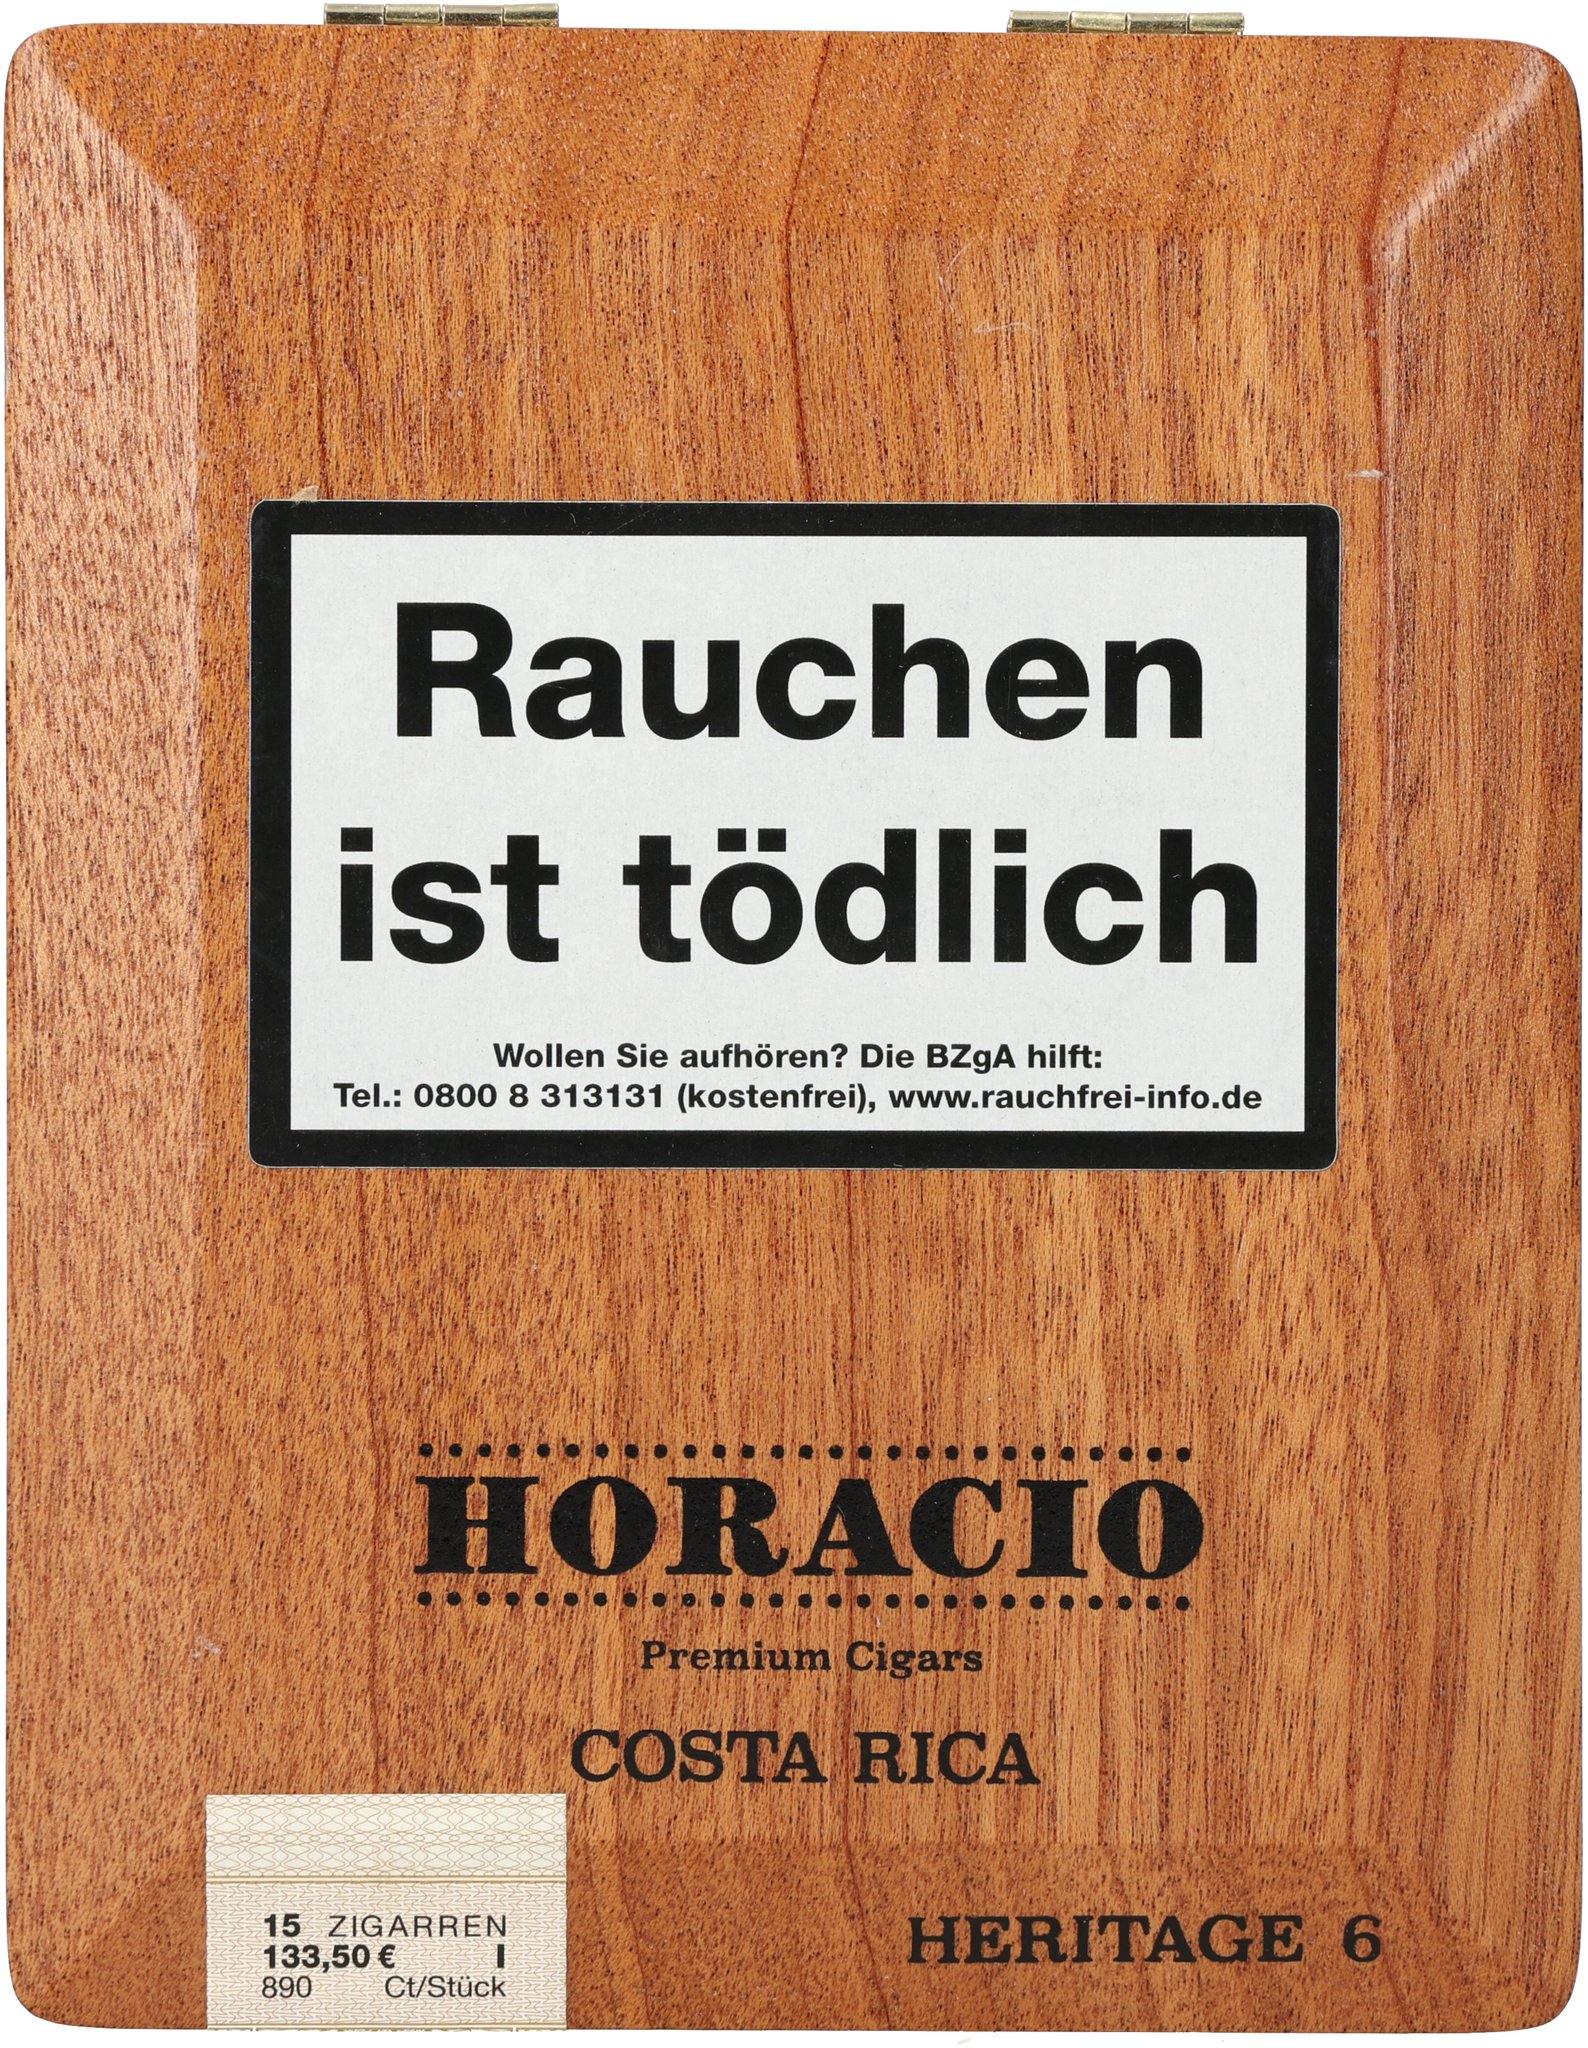 Rauchen
ist tödlich
Wollen Sie aufhören? Die BZgA hilft:
Tel.: 0800 8 313131 (kostenfrei), www.rauchfrei-info.de
HORACIO
Premium Cigars
COSTA RICA
15 ZIGARREN
133,50 € I
890 Ct/Stück
HERITAGE 6